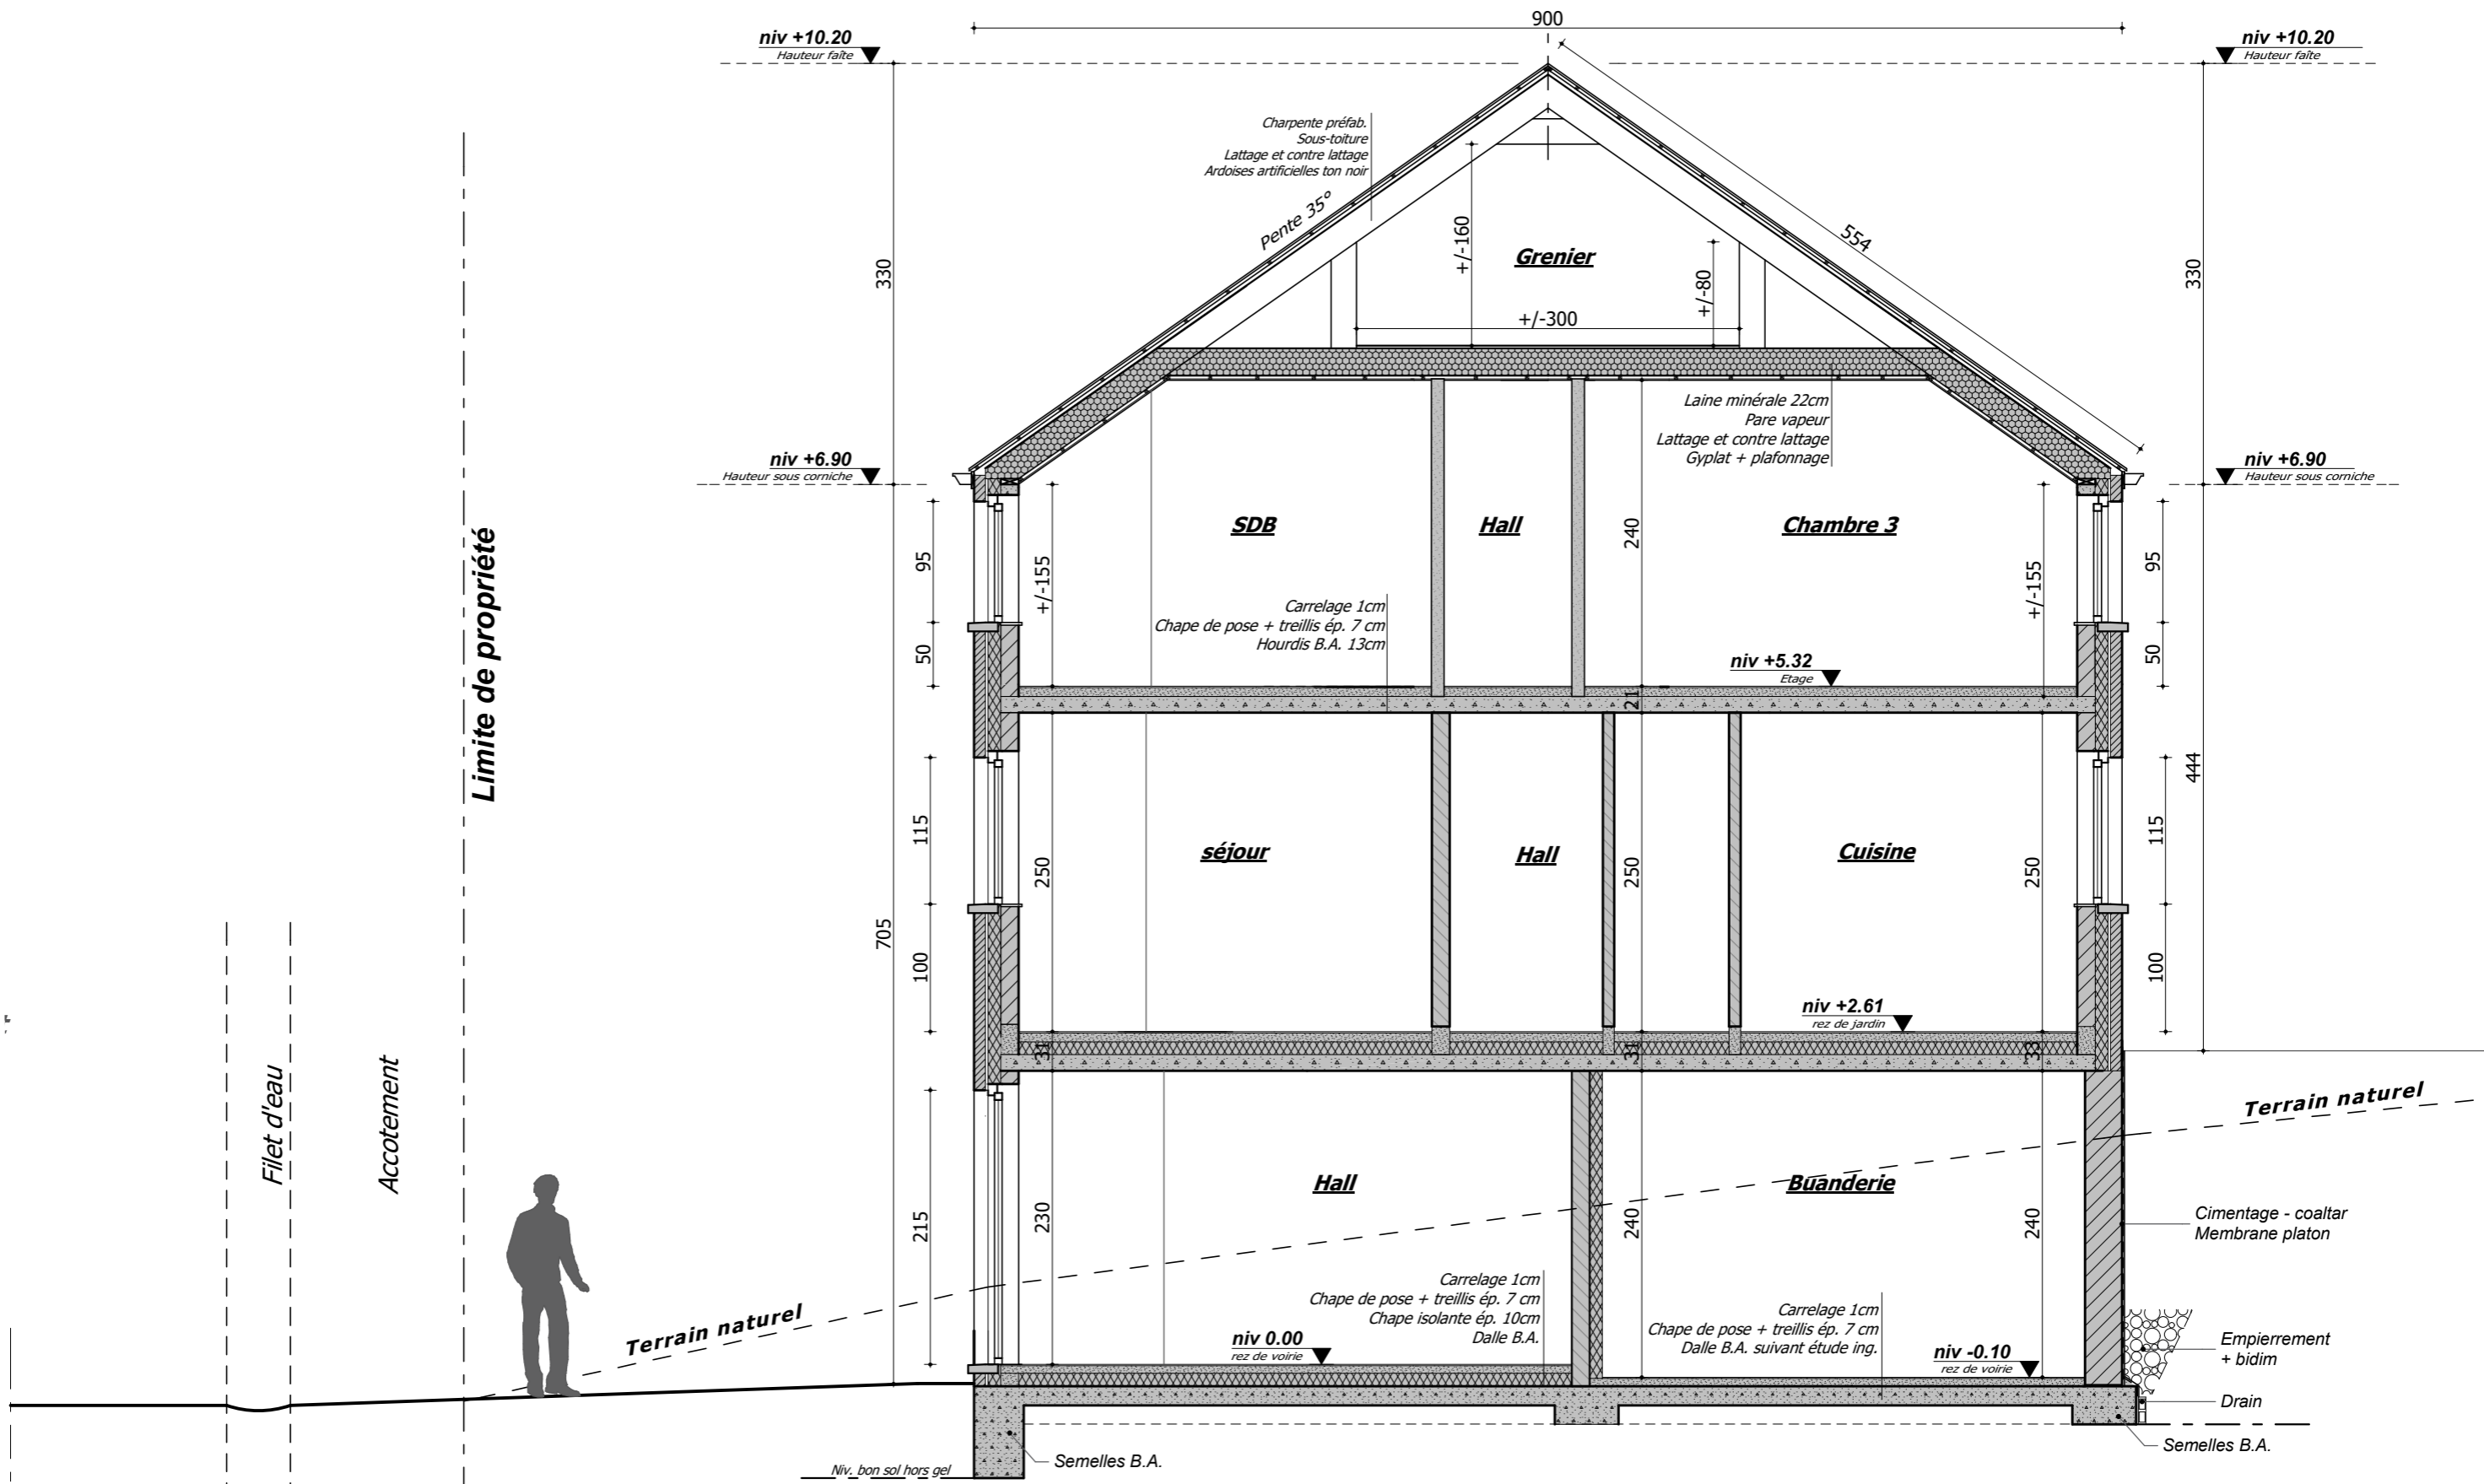 900
niv +10.20
Hauteur faîte
niv +10.20
Hauteur faîte
Charpente préfab.
Sous-toiture
Lattage et contre lattage
Ardoises artificielles ton noir
Pente 35°
554
330
+/-160
Grenier
+/-80
330
+/-300
Laine minérale 22cm
Pare vapeur
Lattage et contre lattage
Gyplat + plafonnage
niv +6.90
Hauteur sous corniche
niv +6.90
Hauteur sous corniche
SDB
Hall
240
Chambre 3
95
+/-155
+/-155
95
Carrelage 1cm
Chape de pose + treillis ép. 7 cm
Hourdis B.A. 13cm
50
niv +5.32
Etage
50
21
Limite de propriété
444
115
250
séjour
Hall
250
Cuisine
250
115
705
100
niv +2.61
rez de jardin
100
31
31
33
Filet d'eau
Accotement
Terrain naturel
Hall
Buanderie
215
230
240
240
Cimentage - coaltar
Membrane platon
Terrain naturel
Carrelage 1cm
Chape de pose + treillis ép. 7 cm
Chape isolante ép. 10cm
Dalle B.A.
niv 0.00
rez de voirie
Carrelage 1cm
Chape de pose + treillis ép. 7 cm
Dalle B.A. suivant étude ing.
niv -0.10
rez de voirie
Empierrement
+ bidim
Drain
Semelles B.A.
Semelles B.A.
Niv. bon sol hors gel